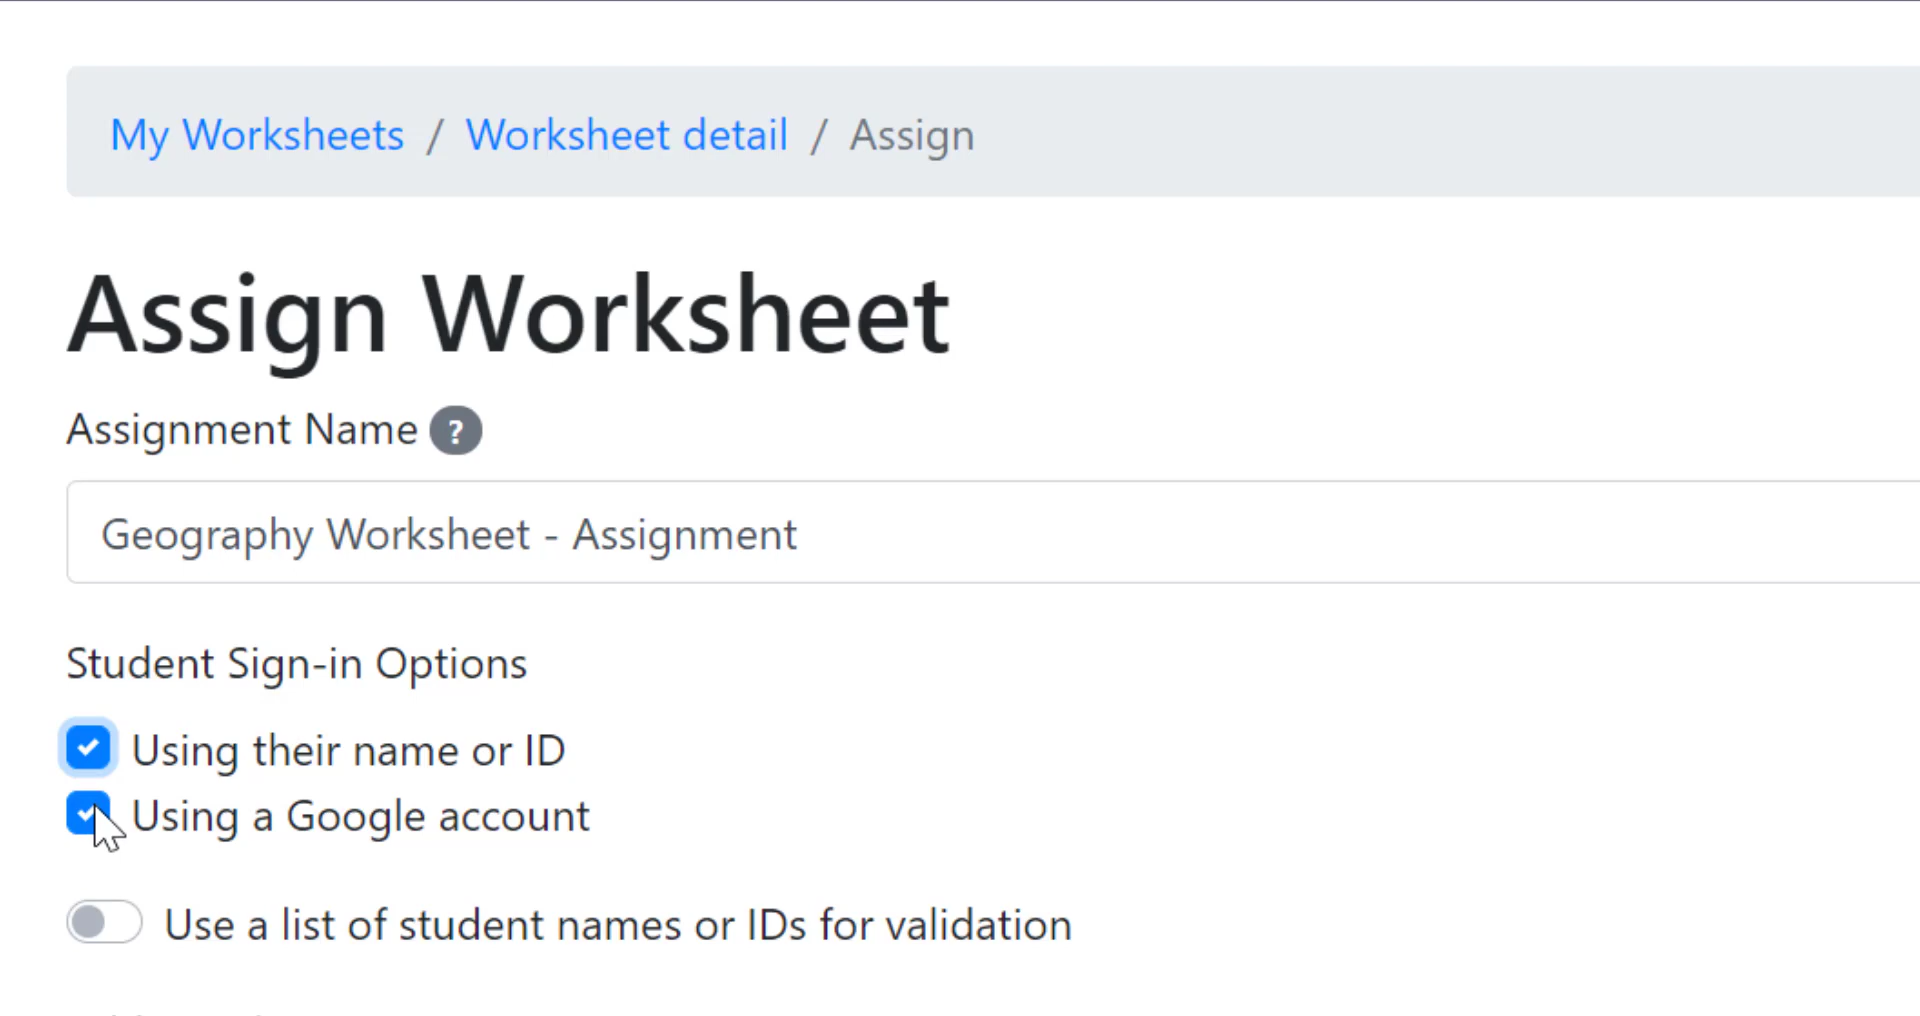 My Worksheets / Worksheet detail / Assign
Assign Worksheet
Assignment Name ?
Geography Worksheet - Assignment
Student Sign-in Options
Using their name or ID
Using a Google account
Use a list of student names or IDs for validation